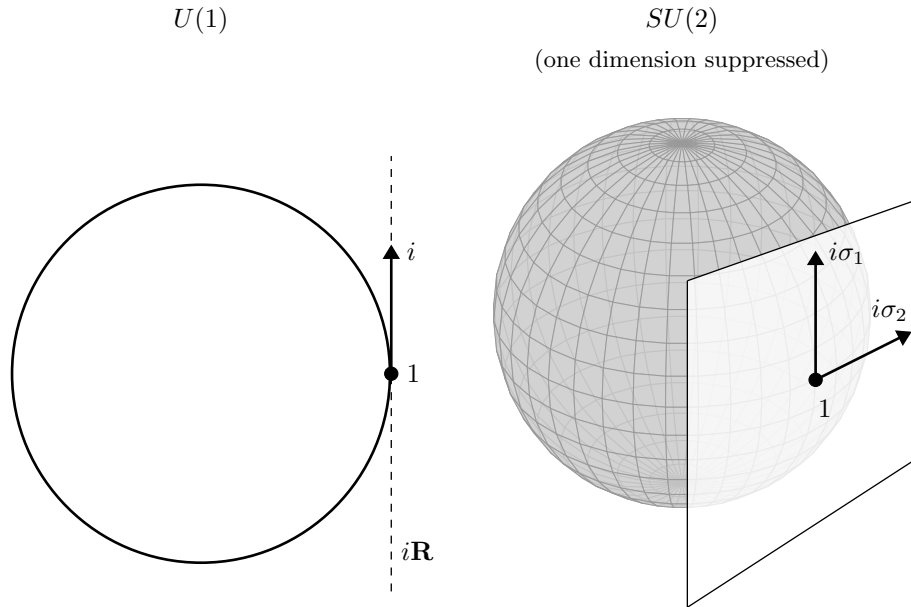 U(1)
i
1
iR
SU(2)
(one dimension suppressed)
iσ₁
iσ₂
1